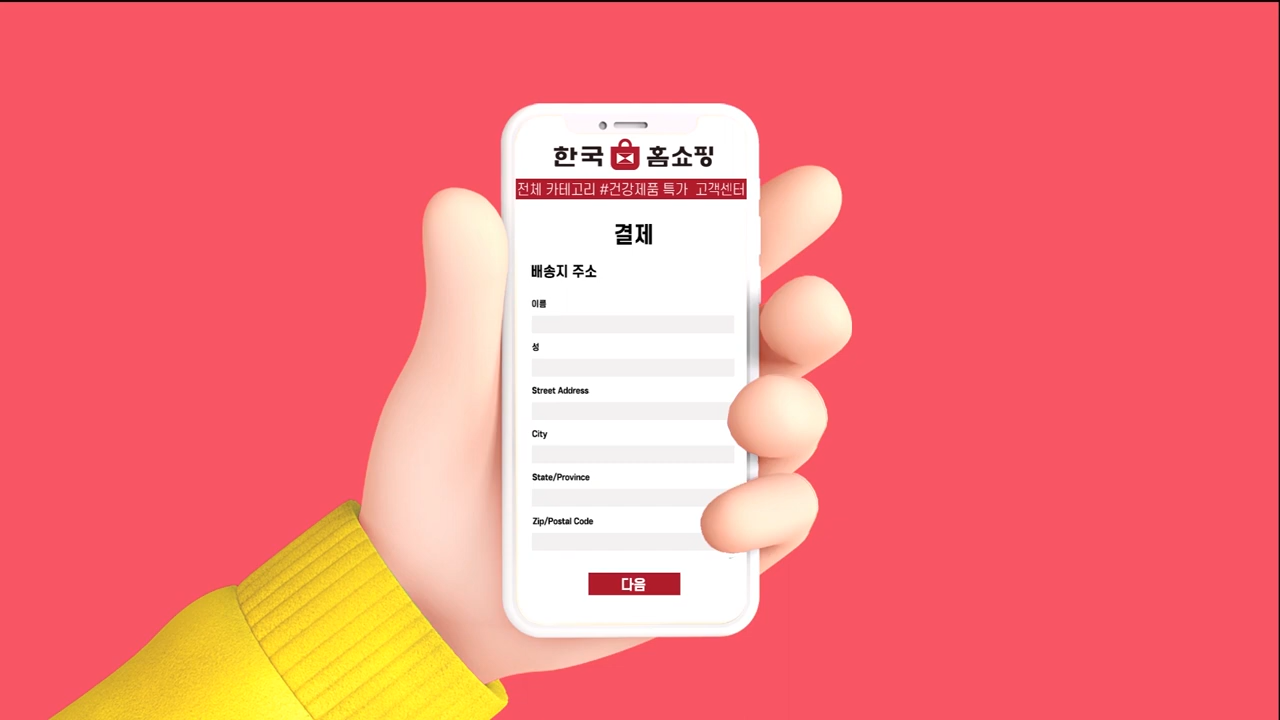 한국 홈쇼핑
전체 카테고리 #건강제품 특가 고객센터
결제
배송지 주소
이름
성
Street Address
City
State/Province
Zip/Postal Code
다음